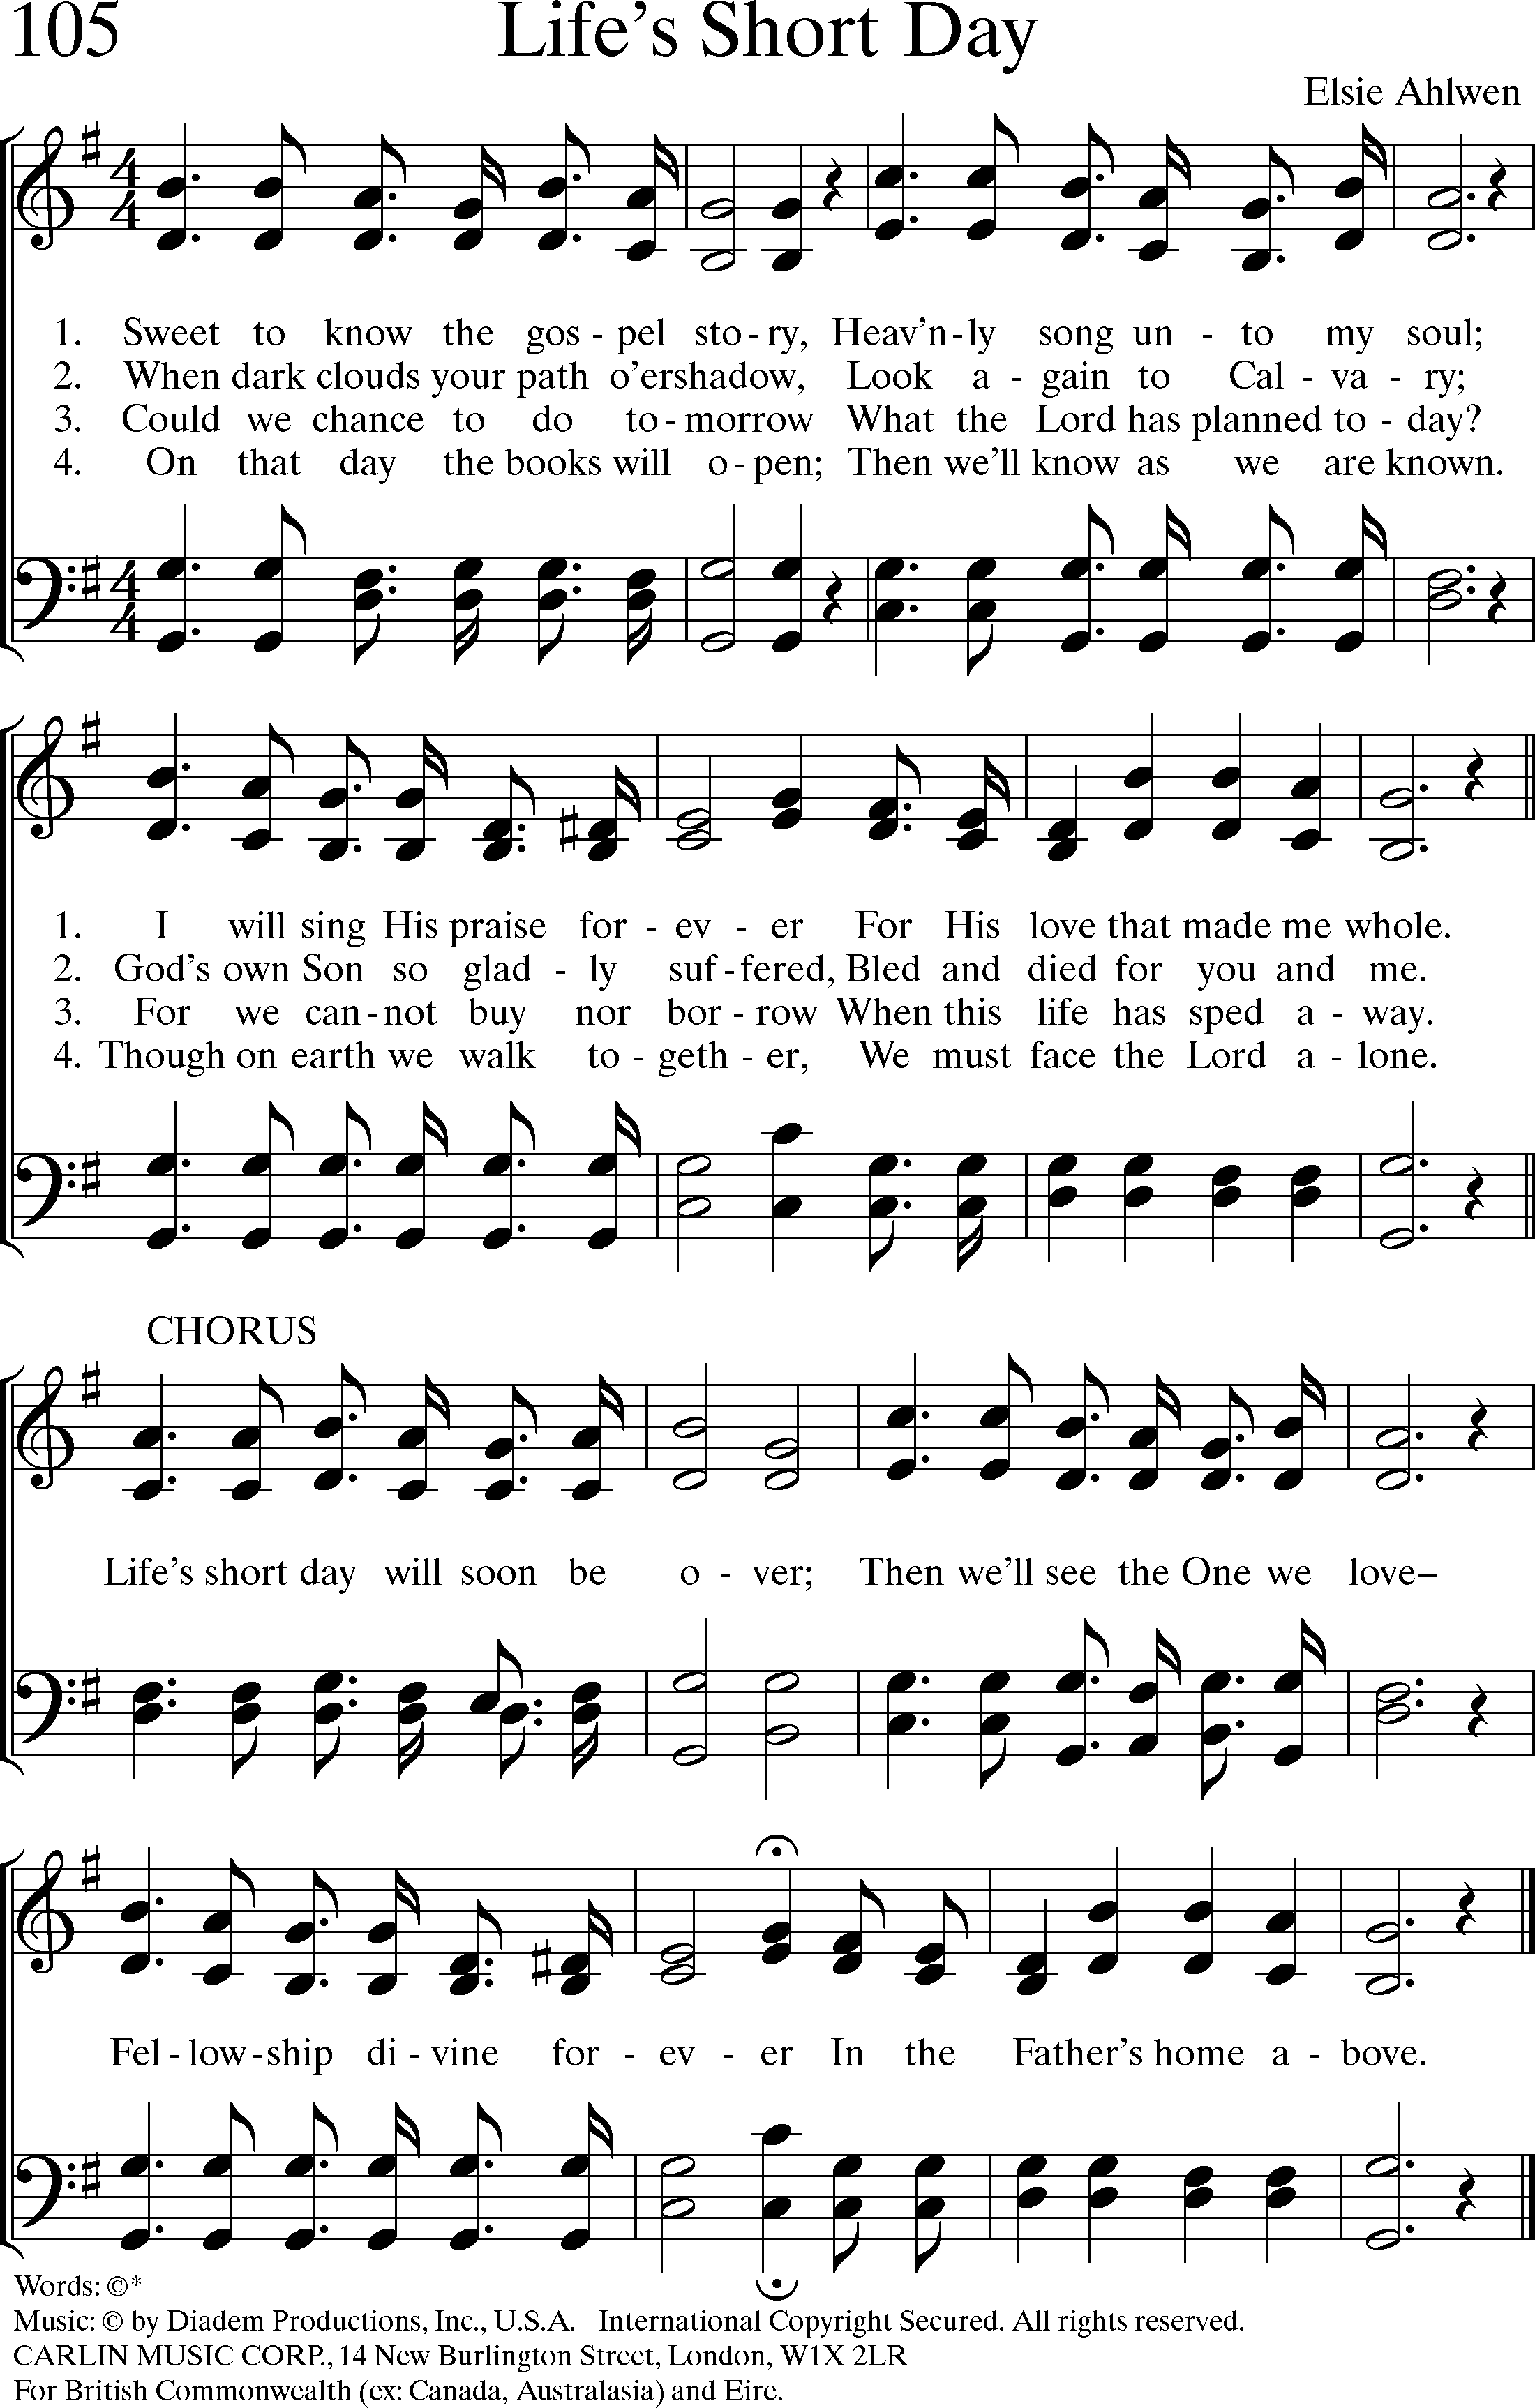 105 Life's Short Day
Elsie Ahlwen
1. Sweet to know the gos - pel sto - ry, Heav'n - ly song un - to my soul;
2. When dark clouds your path o'ershadow, Look a - gain to Cal - va - ry;
3. Could we chance to do to - morrow What the Lord has planned to - day?
4. On that day the books will o - pen; Then we'll know as we are known.
1. I will sing His praise for - ev - er For His love that made me whole.
2. God's own Son so glad - ly suf - fered, Bled and died for you and me.
3. For we can - not buy nor bor - row When this life has sped a - way.
4. Though on earth we walk to - geth - er, We must face the Lord a - lone.
CHORUS
Life's short day will soon be o - ver; Then we'll see the One we love–
Fel - low - ship di - vine for - ev - er In the Father's home a - bove.
Words: ©*
Music: © by Diadem Productions, Inc., U.S.A. International Copyright Secured. All rights reserved.
CARLIN MUSIC CORP., 14 New Burlington Street, London, W1X 2LR
For British Commonwealth (ex: Canada, Australasia) and Eire.